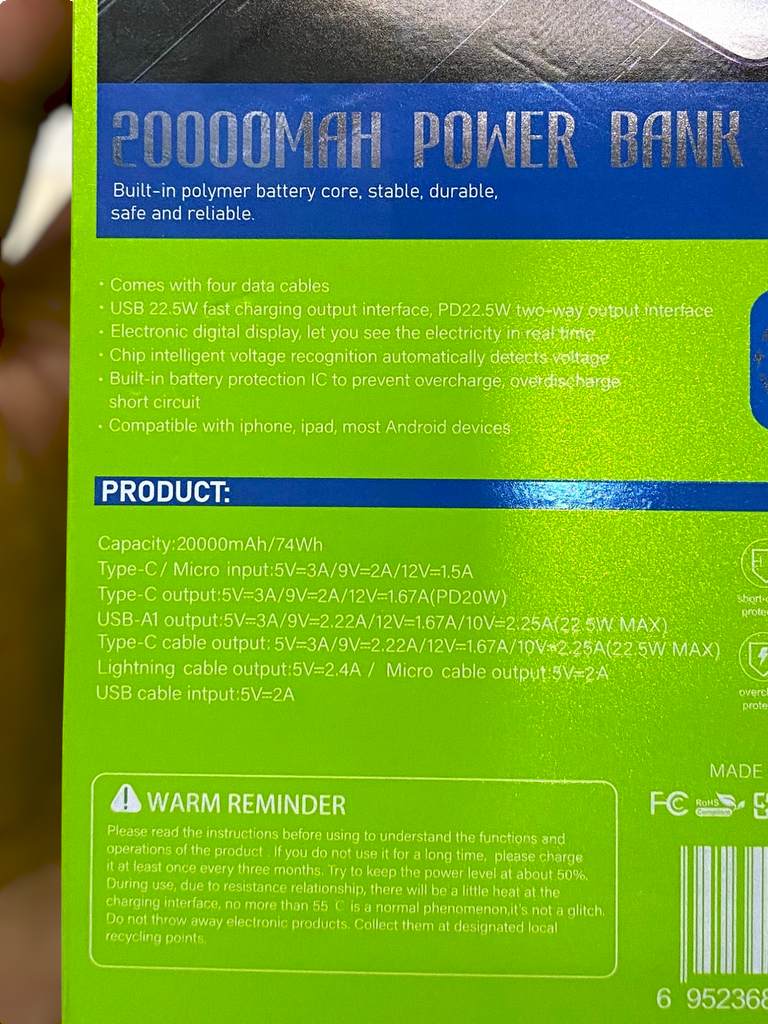 20000MAH POWER BANK
Built-in polymer battery core, stable, durable,
safe and reliable.
• Comes with four data cables
• USB 22.5W fast charging output interface, PD22.5W two-way output interface
• Electronic digital display, let you see the electricity in real time
• Chip intelligent voltage recognition automatically detects voltage
• Built-in battery protection IC to prevent overcharge, overdischarge
short circuit
• Compatible with iphone, ipad, most Android devices
PRODUCT:
Capacity:20000mAh/74Wh
Type-C/ Micro input:5V=3A/9V=2A/12V=1.5A
Type-C output:5V=3A/9V=2A/12V=1.67A(PD20W)
USB-A1 output:5V=3A/9V=2.22A/12V=1.67A/10V=2.25A(22.5W MAX)
Type-C cable output: 5V=3A/9V=2.22A/12V=1.67A/10V=2.25A(22.5W MAX)
Lightning cable output:5V=2.4A / Micro cable output:5V=2A
USB cable intput:5V=2A
short-
prote
overch
prote
WARM REMINDER
Please read the instructions before using to understand the functions and
operations of the product . If you do not use it for a long time, please charge
it at least once every three months. Try to keep the power level at about 50%.
During use, due to resistance relationship, there will be a little heat at the
charging interface, no more than 55 C is a normal phenomenon,it's not a glitch.
Do not throw away electronic products. Collect them at designated local
recycling points.
MADE
FC RoHS
Compliant
6 952368